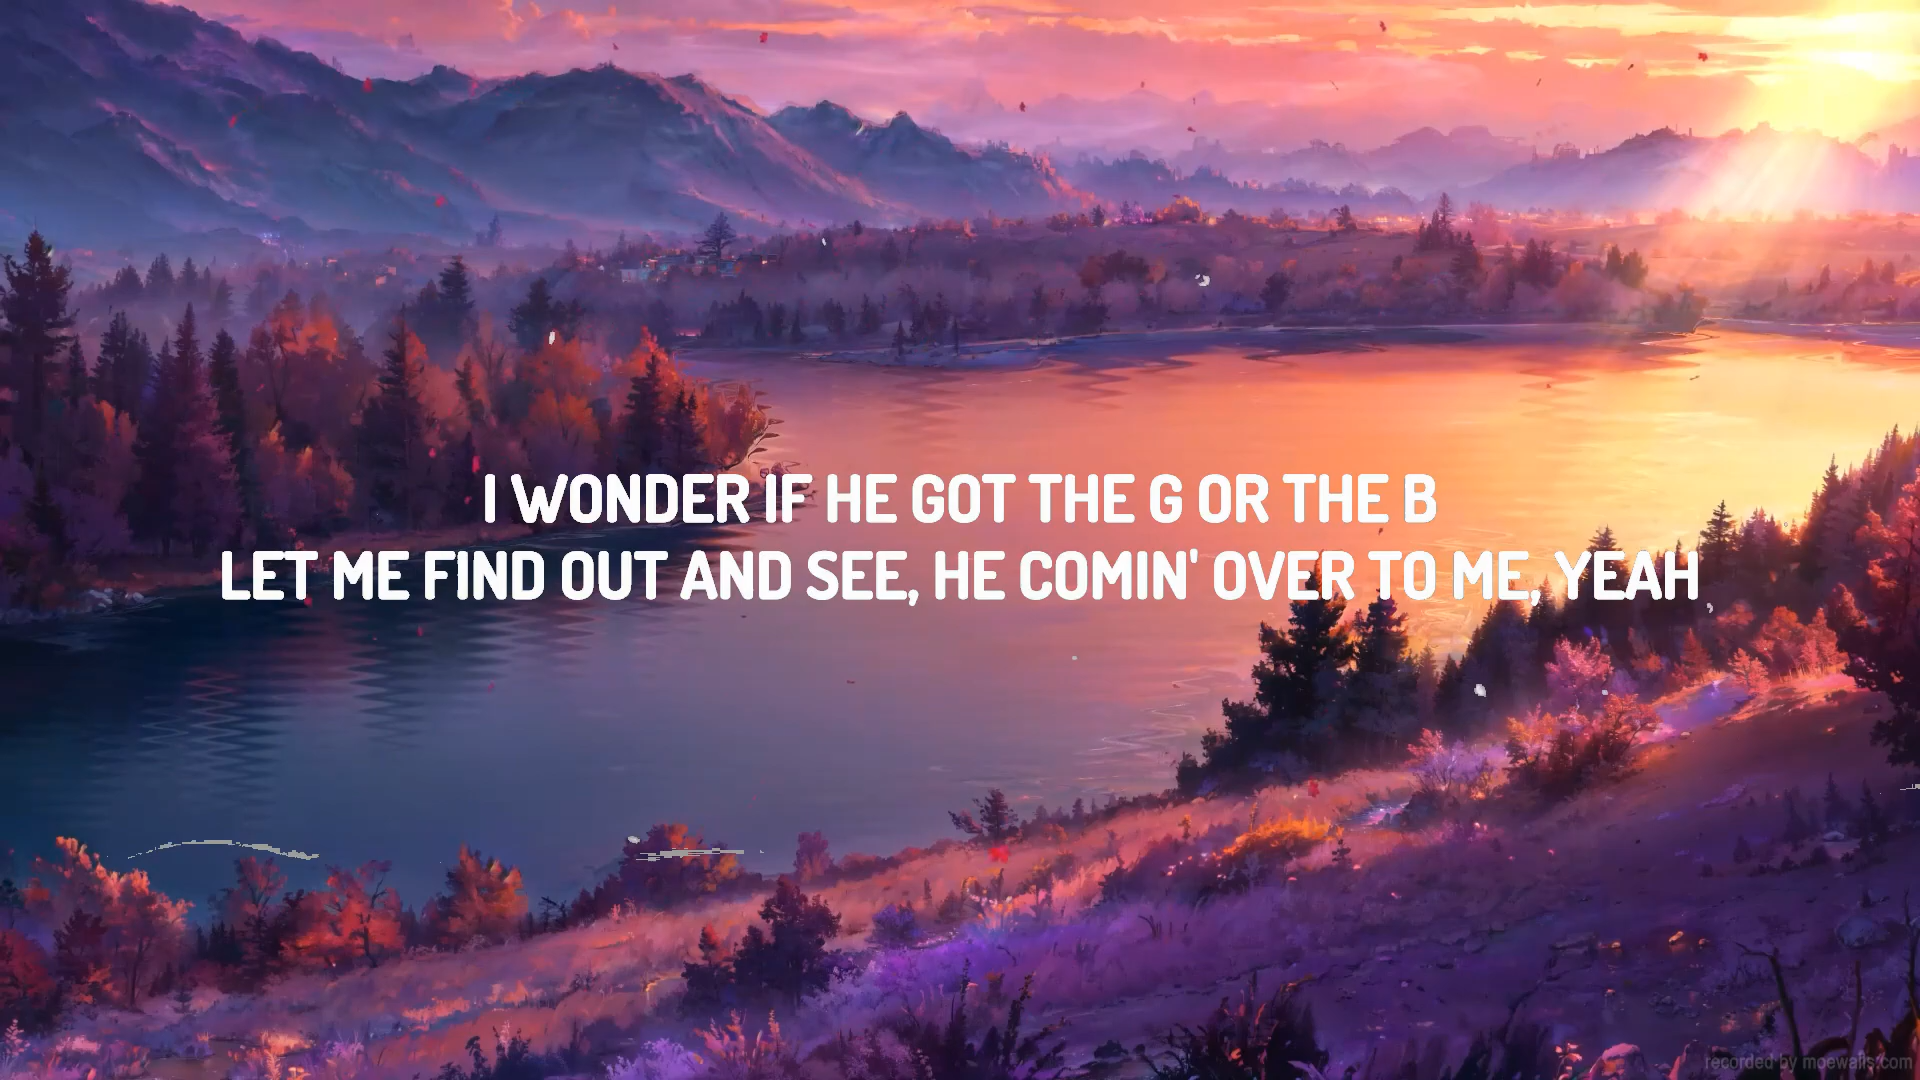 I WONDER IF HE GOT THE G OR THE B
LET ME FIND OUT AND SEE, HE COMIN' OVER TO ME, YEAH
recorded by moewalls.com